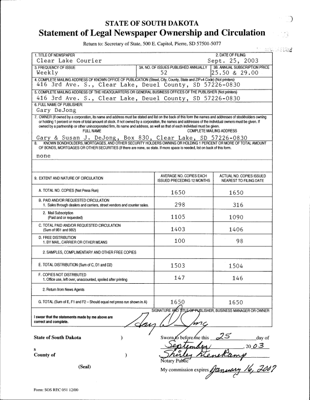 STATE OF SOUTH DAKOTA
Statement of Legal Newspaper Ownership and Circulation
Return to: Secretary of State, 500 E. Capitol, Pierre, SD 57501-5077
1. TITLE OF NEWSPAPER
2. DATE OF FILING
Clear Lake Courier
Sept. 25, 2003
3. FREQUENCY OF ISSUE
3A. NO. OF ISSUES PUBLISHED ANNUALLY
3B. ANNUAL SUBSCRIPTION PRICE
Weekly
52
$25.50 & 29.00
4. COMPLETE MAILING ADDRESS OF KNOWN OFFICE OF PUBLICATION (Street, City, County, State and ZIP+4 Code) (Not printers)
416 3rd Ave. S., Clear Lake, Deuel County, SD 57226-0830
5. COMPLETE MAILING ADDRESS OF THE HEADQUARTERS OR GENERAL BUSINESS OFFICES OF THE PUBLISHER (Not printers)
416 3rd Ave. S., Clear Lake, Deuel County, SD 57226-0830
6. FULL NAME OF PUBLISHER:
Gary DeJong
7. OWNER (If owned by a corporation, its name and address must be stated and list on the back of this form the names and addresses of stockholders owning
or holding 1 percent or more of total amount of stock. If not owned by a corporation, the names and addresses of the individual owners must be given. If
owned by a partnership or other unincorporated firm, its name and address, as well as that of each individual must be given.
FULL NAME
COMPLETE MAILING ADDRESS
Gary & Susan J. DeJong, Box 830, Clear Lake, SD 57226-0830
8. KNOWN BONDHOLDERS, MORTGAGES, AND OTHER SECURITY HOLDERS OWNING OR HOLDING 1 PERCENT OR MORE OF TOTAL AMOUNT
OF BONDS, MORTGAGES OR OTHER SECURITIES (If there are none, so state. If more space is needed, list on back of this form.
none
9. EXTENT AND NATURE OF CIRCULATION
AVERAGE NO. COPIES EACH
ISSUED PRECEDING 12 MONTHS
ACTUAL NO. COPIES ISSUED
NEAREST TO FILING DATE
A. TOTAL NO. COPIES (Net Press Run)
1650
1650
B. PAID AND/OR REQUESTED CIRCULATION
1. Sales through dealers and carriers, street vendors and counter sales.
298
316
2. Mail Subscription
(Paid and or requested)
1105
1090
C. TOTAL PAID AND/OR REQUESTED CIRCULATION
(Sum of 9B1 and 9B2)
1403
1406
D. FREE DISTRIBUTION
1. BY MAIL, CARRIER OR OTHER MEANS
100
98
2. SAMPLES, COMPLIMENTARY AND OTHER FREE COPIES
E. TOTAL DISTRIBUTION (Sum of C, D1 and D2)
1503
1504
F. COPIES NOT DISTRIBUTED
1. Office use, left over, unaccounted, spoiled after printing
147
146
2. Return from News Agents
G. TOTAL (Sum of E, F1 and F2 – Should equal net press run shown in A)
1650
1650
I swear that the statements made by me above are
correct and complete.
SIGNATURE AND TITLE OF PUBLISHER, BUSINESS MANAGER OR OWNER
Gary DeJong
State of South Dakota )
Sworn to before me this 25 day of
September, 2003
County of )
Shirley
Notary Public
(Seal)
My commission expires January 16, 2007
Form: SOS REC 051 12/00